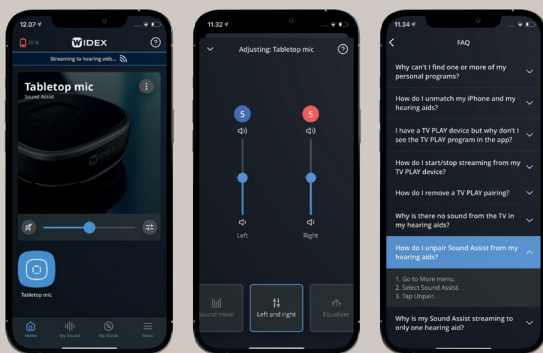 12.07
20 %
WIDEX
Streaming to hearing aids...
Tabletop mic
Sound Assist
WIDEX
Tabletop mic
Home
My Sound
My Guide
Menu
11.32
Adjusting: Tabletop mic
5
5
Left
Right
Sound mixer
Left and right
Equalizer
11.34
FAQ
Why can't I find one or more of my
personal programs?
How do I unmatch my iPhone and my
hearing aids?
I have a TV PLAY device but why don't I
see the TV PLAY program in the app?
How do I start/stop streaming from my
TV PLAY device?
How do I remove a TV PLAY pairing?
Why is there no sound from the TV in
my hearing aids?
How do I unpair Sound Assist from my
hearing aids?
1. Go to More menu.
2. Select Sound Assist.
3. Tap Unpair.
Why is my Sound Assist streaming to
only one hearing aid?